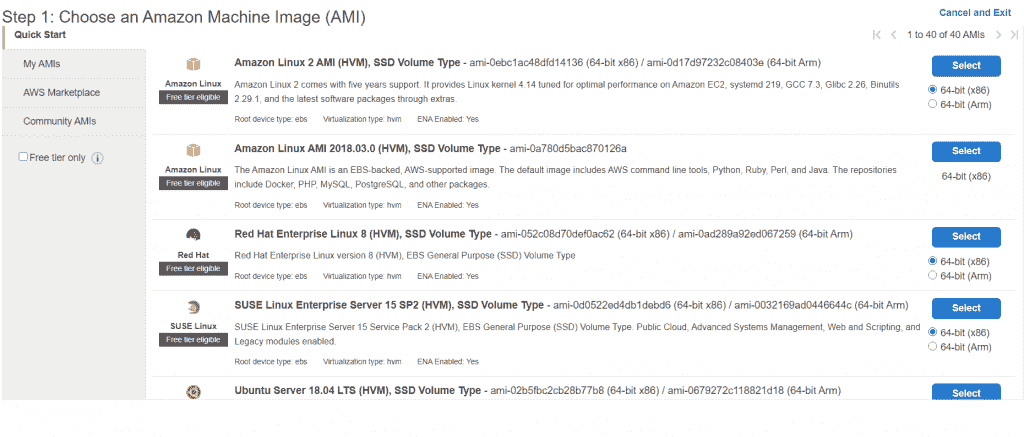 Step 1: Choose an Amazon Machine Image (AMI)
Cancel and Exit
Quick Start
1 to 40 of 40 AMIs
My AMIs
AWS Marketplace
Community AMIs
Free tier only
Amazon Linux
Free tier eligible
Amazon Linux 2 AMI (HVM), SSD Volume Type - ami-0ebc1ac48dfd14136 (64-bit x86) / ami-0d17d97232c08403e (64-bit Arm)
Amazon Linux 2 comes with five years support. It provides Linux kernel 4.14 tuned for optimal performance on Amazon EC2, systemd 219, GCC 7.3, Glibc 2.26, Binutils
2.29.1, and the latest software packages through extras.
Root device type: ebs Virtualization type: hvm ENA Enabled: Yes
Select
64-bit (x86)
64-bit (Arm)
Amazon Linux
Free tier eligible
Amazon Linux AMI 2018.03.0 (HVM), SSD Volume Type - ami-0a780d5bac870126a
The Amazon Linux AMI is an EBS-backed, AWS-supported image. The default image includes AWS command line tools, Python, Ruby, Perl, and Java. The repositories
include Docker, PHP, MySQL, PostgreSQL, and other packages.
Root device type: ebs Virtualization type: hvm ENA Enabled: Yes
Select
64-bit (x86)
Red Hat
Free tier eligible
Red Hat Enterprise Linux 8 (HVM), SSD Volume Type - ami-052c08d70def0ac62 (64-bit x86) / ami-0ad289a92ed067259 (64-bit Arm)
Red Hat Enterprise Linux version 8 (HVM), EBS General Purpose (SSD) Volume Type
Root device type: ebs Virtualization type: hvm ENA Enabled: Yes
Select
64-bit (x86)
64-bit (Arm)
SUSE Linux
Free tier eligible
SUSE Linux Enterprise Server 15 SP2 (HVM), SSD Volume Type - ami-0d0522ed4db1debd6 (64-bit x86) / ami-0032169ad0446644c (64-bit Arm)
SUSE Linux Enterprise Server 15 Service Pack 2 (HVM), EBS General Purpose (SSD) Volume Type. Public Cloud, Advanced Systems Management, Web and Scripting, and
Legacy modules enabled.
Root device type: ebs Virtualization type: hvm ENA Enabled: Yes
Select
64-bit (x86)
64-bit (Arm)
Ubuntu Server 18.04 LTS (HVM), SSD Volume Type - ami-02b5fbc2cb28b77b8 (64-bit x86) / ami-0679272c118821d18 (64-bit Arm)
Select